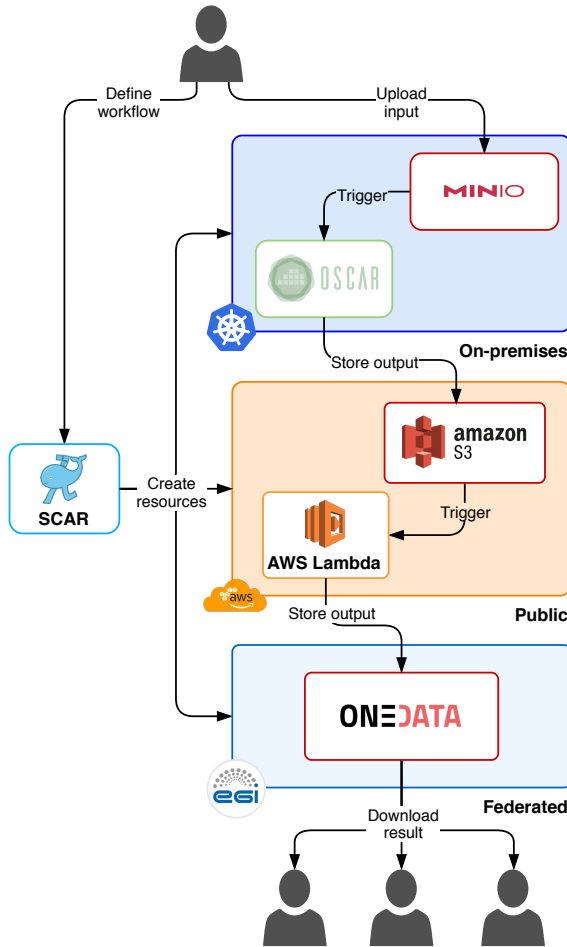 Define
workflow
Upload
input
MINIO
Trigger
OSCAR
Store output
On-premises
amazon
S3
SCAR
Create
resources
Trigger
AWS Lambda
aws
Public
Store output
ONEDATA
egi
Federated
Download
result